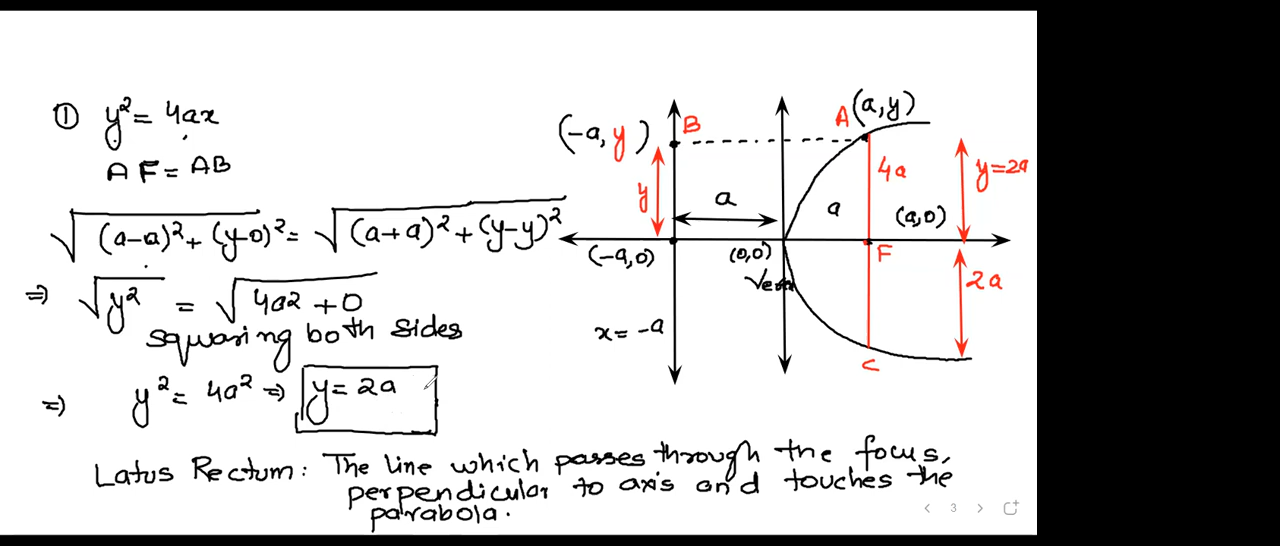 ① y² = 4ax
AF = AB
√(a-a)² + (y-0)² = √(a+a)² + (y-y)²
⇒ √y² = √4a² + 0
squaring both sides
⇒ y² = 4a² ⇒ y = 2a
(-a, y)
B
A (a, y)
y
a
4a
a
(a,0)
y=2a
(-a,0)
(0,0)
F
2a
x = -a
C
Latus Rectum: The line which passes through the focus,
perpendicular to axis and touches the
parabola.
< 3 >